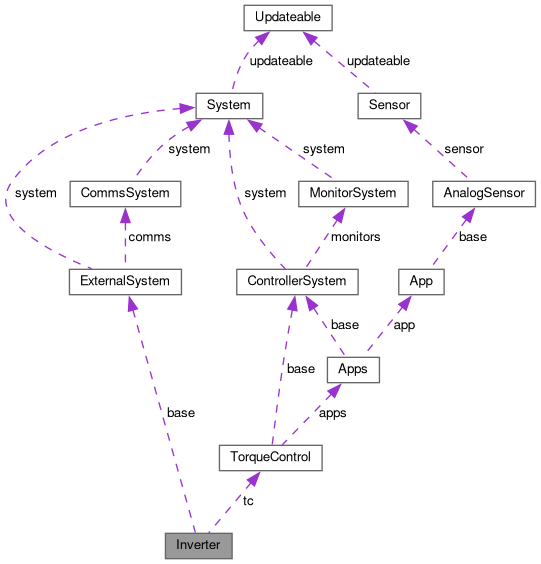 Updateable
updateable
updateable
System
Sensor
system
system
sensor
system
system
CommsSystem
MonitorSystem
AnalogSensor
comms
monitors
base
ExternalSystem
ControllerSystem
App
base
app
base
Apps
base
apps
TorqueControl
tc
Inverter